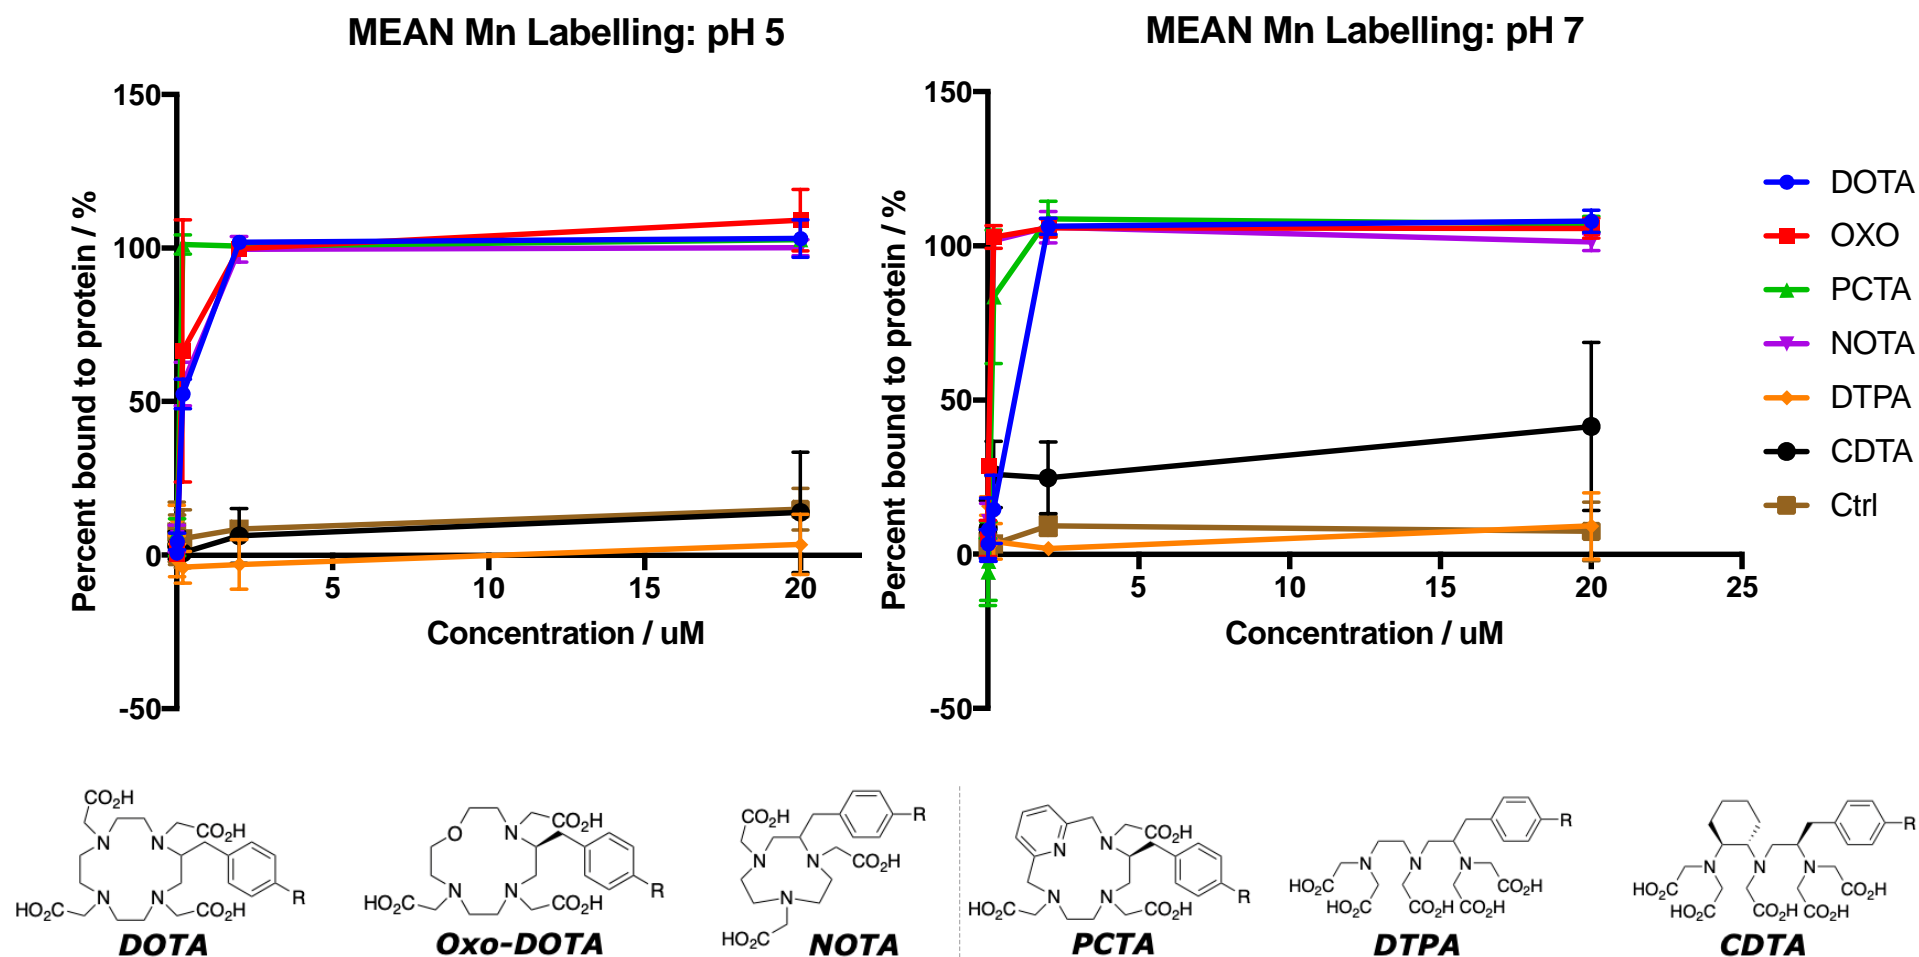 MEAN Mn Labelling: pH 5
150
100
50
0
-50
5
10
15
20
Percent bound to protein / %
Concentration / uM
MEAN Mn Labelling: pH 7
150
100
50
0
-50
5
10
15
20
25
Percent bound to protein / %
Concentration / uM
DOTA
OXO
PCTA
NOTA
DTPA
CDTA
Ctrl
CO₂H
N
N
CO₂H
N
N
HO₂C
CO₂H
R
DOTA
O
N
CO₂H
N
N
HO₂C
CO₂H
R
Oxo-DOTA
CO₂H
R
N
N
CO₂H
N
HO₂C
NOTA
N
N
CO₂H
N
N
HO₂C
CO₂H
R
PCTA
R
N
N
N
HO₂C
HO₂C
CO₂H
CO₂H
CO₂H
DTPA
R
N
N
N
HO₂C
HO₂C
CO₂H
CO₂H
CO₂H
CDTA